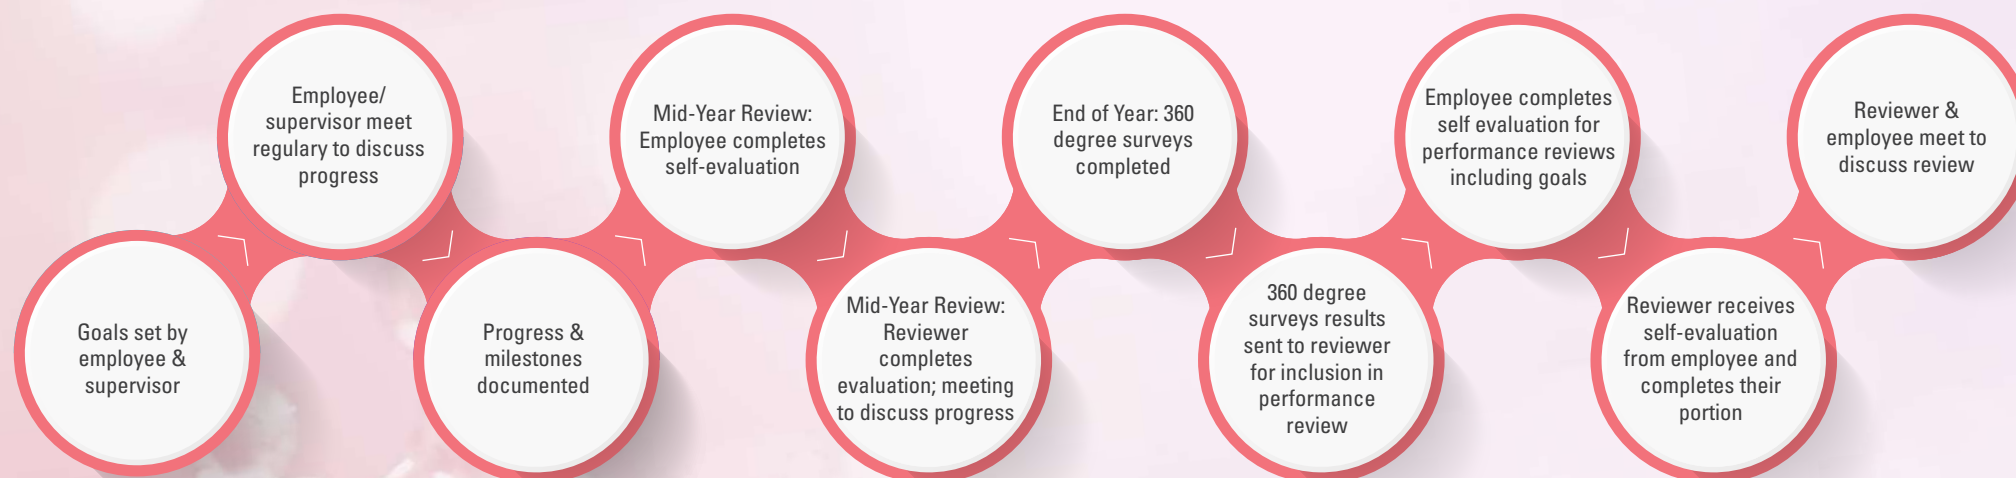 Goals set by
employee &
supervisor
Employee/
supervisor meet
regulary to discuss
progress
Progress &
milestones
documented
Mid-Year Review:
Employee completes
self-evaluation
Mid-Year Review:
Reviewer
completes
evaluation; meeting
to discuss progress
End of Year: 360
degree surveys
completed
360 degree
surveys results
sent to reviewer
for inclusion in
performance
review
Employee completes
self evaluation for
performance reviews
including goals
Reviewer receives
self-evaluation
from employee and
completes their
portion
Reviewer &
employee meet to
discuss review